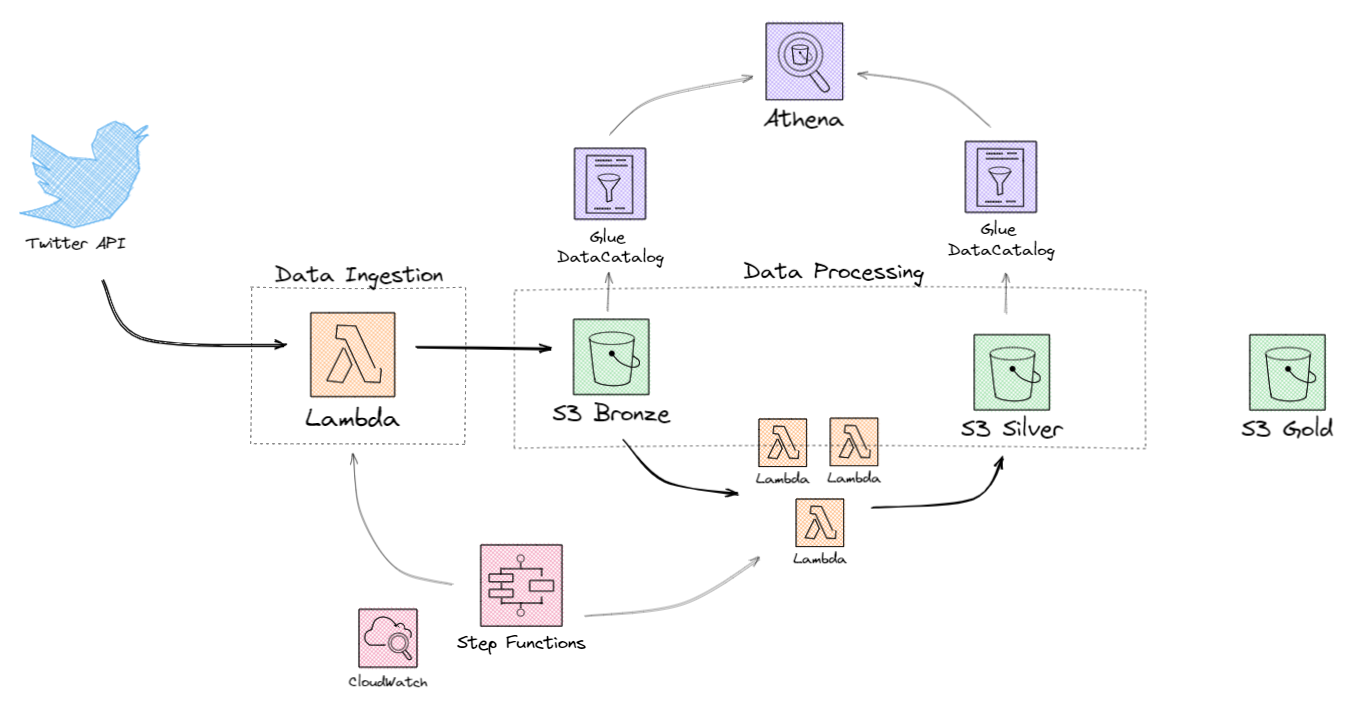 Athena
Twitter API
Glue
DataCatalog
Glue
DataCatalog
Data Ingestion
Data Processing
Lambda
S3 Bronze
S3 Silver
S3 Gold
Lambda
Lambda
Lambda
Step Functions
CloudWatch